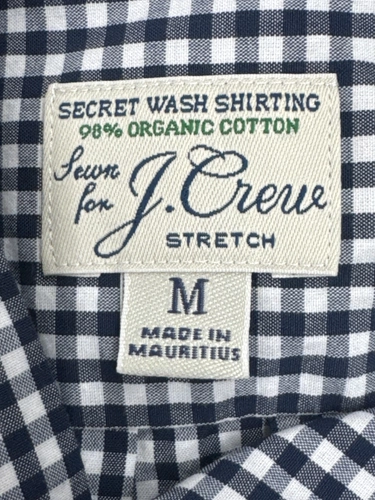 SECRET WASH SHIRTING
98% ORGANIC COTTON
Sewn
for
J.Crew
STRETCH
M
MADE IN
MAURITIUS